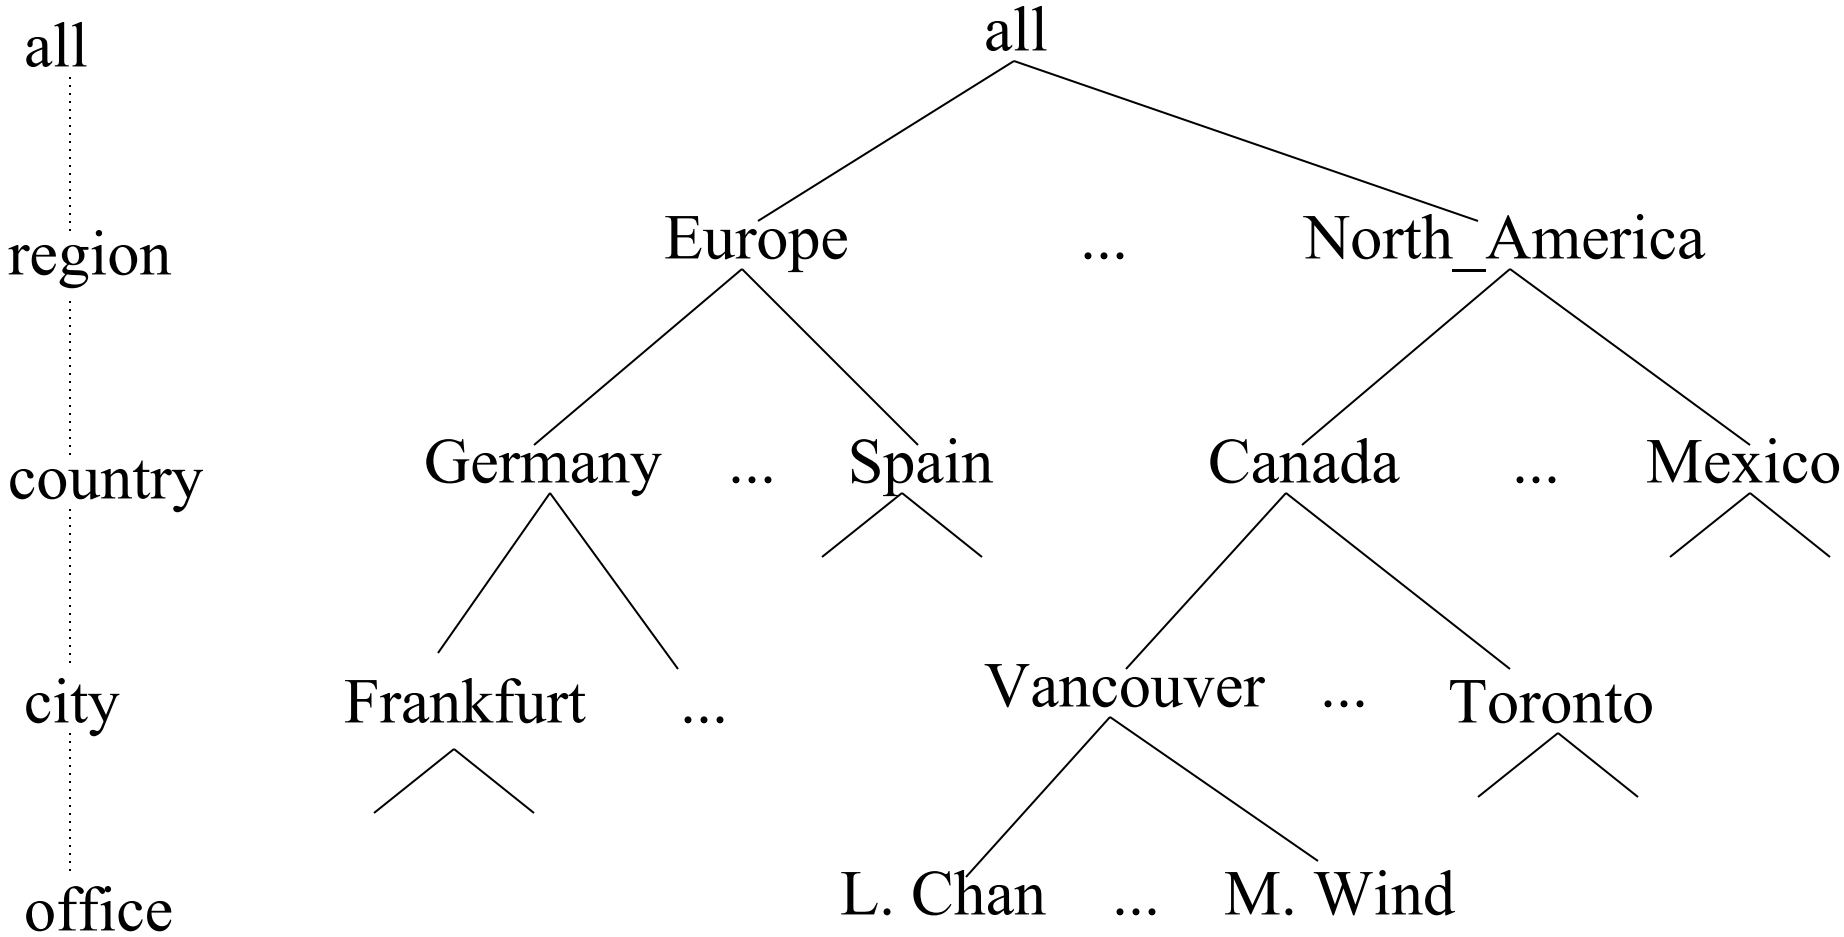 all
all
region
Europe
...
North_America
country
Germany
...
Spain
Canada
...
Mexico
city
Frankfurt
...
Vancouver
...
Toronto
office
L. Chan
...
M. Wind